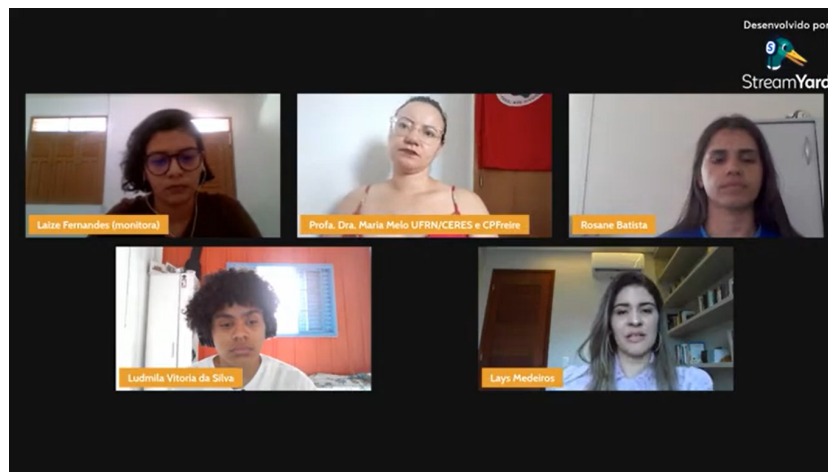 Desenvolvido por
StreamYard
Laize Fernandes (monitora)
Profa. Dra. Maria Melo UFRN/CERES e CPFreire
Rosane Batista
Ludmila Vitoria da Silva
Lays Medeiros